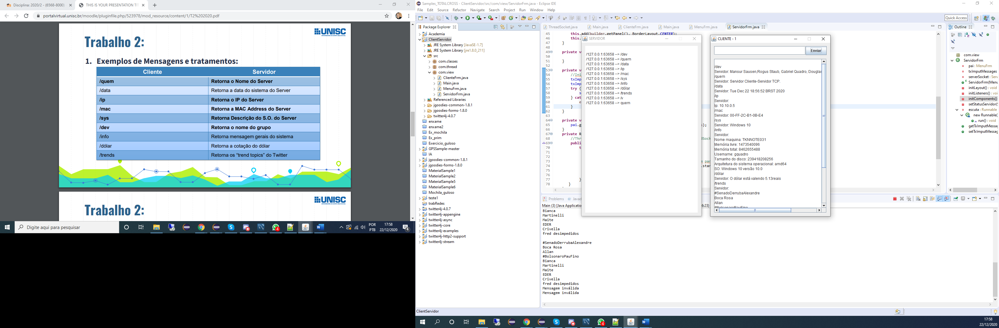 Disciplina: 2020/2 - (6568-8000)
THIS IS YOUR PRESENTATION TIT
portalvirtual.unisc.br/moodle/pluginfile.php/523978/mod_resource/content/1/T2%202020.pdf
UNISC
Trabalho 2:
1. Exemplos de Mensagens e tratamentos:
Cliente Servidor
/quem Retorna o Nome do Server
/data Retorna a data do sistema do Server
/ip Retorna o IP do Server
/mac Retorna a MAC Address do Server
/sys Retorna Descrição do S.O. do Server
/dev Retorna o nome do grupo
/info Retorna mensagem gerais do sistema
/dólar Retorna a cotação do dólar
/trends Retorna os “trend topics” do Twitter
UNISC
Trabalho 2:
Digite aqui para pesquisar
POR
PTB
17:58
22/12/2020
4
Samples_TOTALCROSS - ClientServidor/src/com/view/ServidorFrm.java - Eclipse IDE
File Edit Source Refactor Navigate Search Project Run Window Help
Quick Access
Package Explorer
Academia
ClientServidor
JRE System Library [JavaSE-1.7]
JRE System Library [jre1.8.0_211]
src
com.classes
com.thread
com.view
ClienteFrm.java
Main.java
MenuFrm.java
ServidorFrm.java
Referenced Libraries
jgoodies-common-1.8.1
jgoodies-forms-1.8.0
twitter4j-4.0.7
enxame
enxame2
Ex_mochila
Ex_prim
Exercicio_guloso
GPSSample-master
IA
jgoodies-common-1.8.1
jgoodies-forms-1.8.0
MaterialSample1
MaterialSample2
MaterialSample5
MaterialSample6
Mochila_guloso
teste1
trabRedes
twitter4j-4.0.7
twitter4j-appengine
twitter4j-async
twitter4j-core
twitter4j-examples
twitter4j-http2-support
twitter4j-stream
ThreadSocket.java Main.java ClienteFrm.java Main.java MenuFrm.java ServidorFrm.java
45 this.add(builder.getPanel(), BorderLayout.CENTER);
46 this.
47 }
48
49 private v
50
51 }
52
53 private v
54 //Ini
55 txImp
56 txImp
57 try {
58 s
59 } cat
60 e
61 }
62 }
63
64 private v
65 pai.g s);
66 }
67 private R
68 //Thr dSock
69 public
70 t
71
72
73 m par
74 .star
75
76
77 }
78 }
SERVIDOR
/127.0.0.1:63658 --> /dev
/127.0.0.1:63658 --> /quem
/127.0.0.1:63658 --> /data
/127.0.0.1:63658 --> /ip
/127.0.0.1:63658 --> /mac
/127.0.0.1:63658 --> /sys
/127.0.0.1:63658 --> /info
/127.0.0.1:63658 --> /dólar
/127.0.0.1:63658 --> /trends
/127.0.0.1:63658 --> /v
/127.0.0.1:63658 --> quem
CLIENTE - 1
Enviar
/dev
Servidor: Mansur Sausen,Rogus Staub, Gabriel Quadro, Douglas
/quem
Servidor: Servidor Cliente-Servidor TCP.
/data
Servidor: Tue Dec 22 18:56:52 BRST 2020
/ip
Servidor:
Ip: 10.10.0.5
/mac
Servidor: 00-FF-2C-B1-0B-E4
/sys
Servidor: Windows 10
/info
Servidor:
Nome maquina: TKNNOTE031
Memória livre: 1473540096
Memória total: 8462655488
Username: gquadro
Tamanho do disco: 239418208256
Arquitetura do sistema operacional: amd64
SO: Windows 10 versão 10.0
/dólar
Servidor: O dólar está valendo 5.13reais
/trends
Servidor:
#SenadoDerrubaAlexandre
Boca Rosa
Allan
#BolsonaroPauFino
Outline
com.view
ServidorFrm
pai : MenuFrm
txImputMessages
serverSocket : Serv
ServidorFrm(Menu
initLayout() : void
initListeners() : voi
initComponents()
setStatusServidor(S
escuta : Runnable
new Runnable(
run() : void
getTxImputMessag
setTxImputMessag
Problems Javad
Main (3) [Java Applicatio 6:23)
Bianca
Martinelli
Maite
EDER
Crivella
fred desimpedidos
#SenadoDerrubaAlexandre
Boca Rosa
Allan
#BolsonaroPauFino
Bianca
Martinelli
Maite
EDER
Crivella
fred desimpedidos
Mensagem inválida
Mensagem inválida
ClientServidor
17:58
22/12/2020